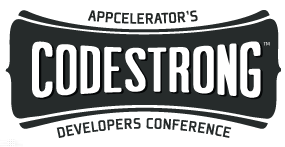 APPCELERATOR'S
CODESTRONG™
DEVELOPERS CONFERENCE